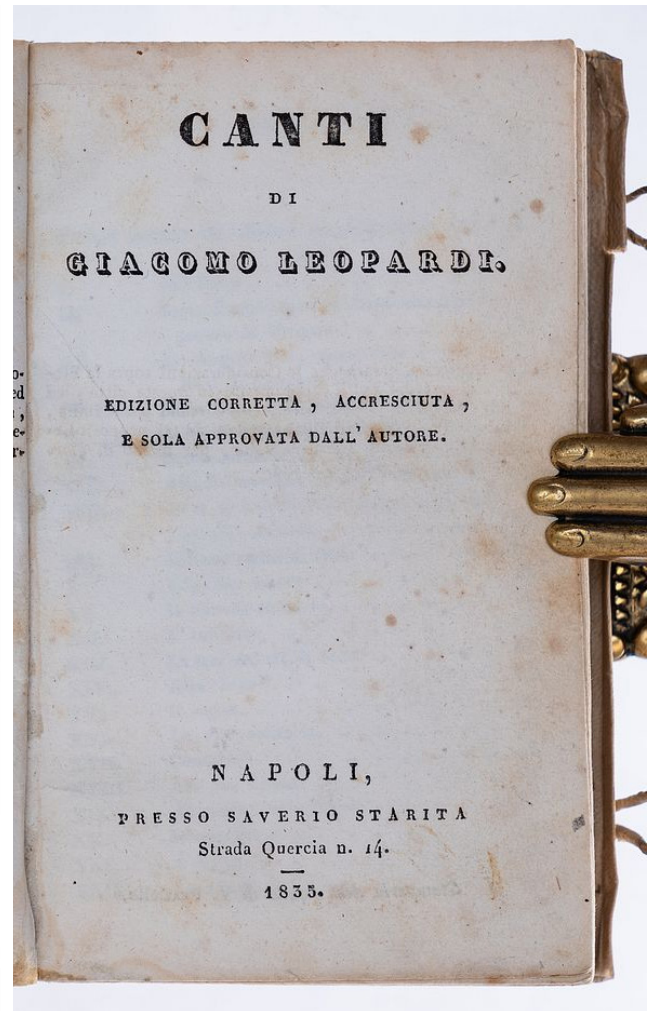 CANTI
DI
GIACOMO LEOPARDI.
EDIZIONE CORRETTA, ACCRESCIUTA,
E SOLA APPROVATA DALL'AUTORE.
NAPOLI,
PRESSO SAVERIO STARITA
Strada Quercia n. 14.
1835.